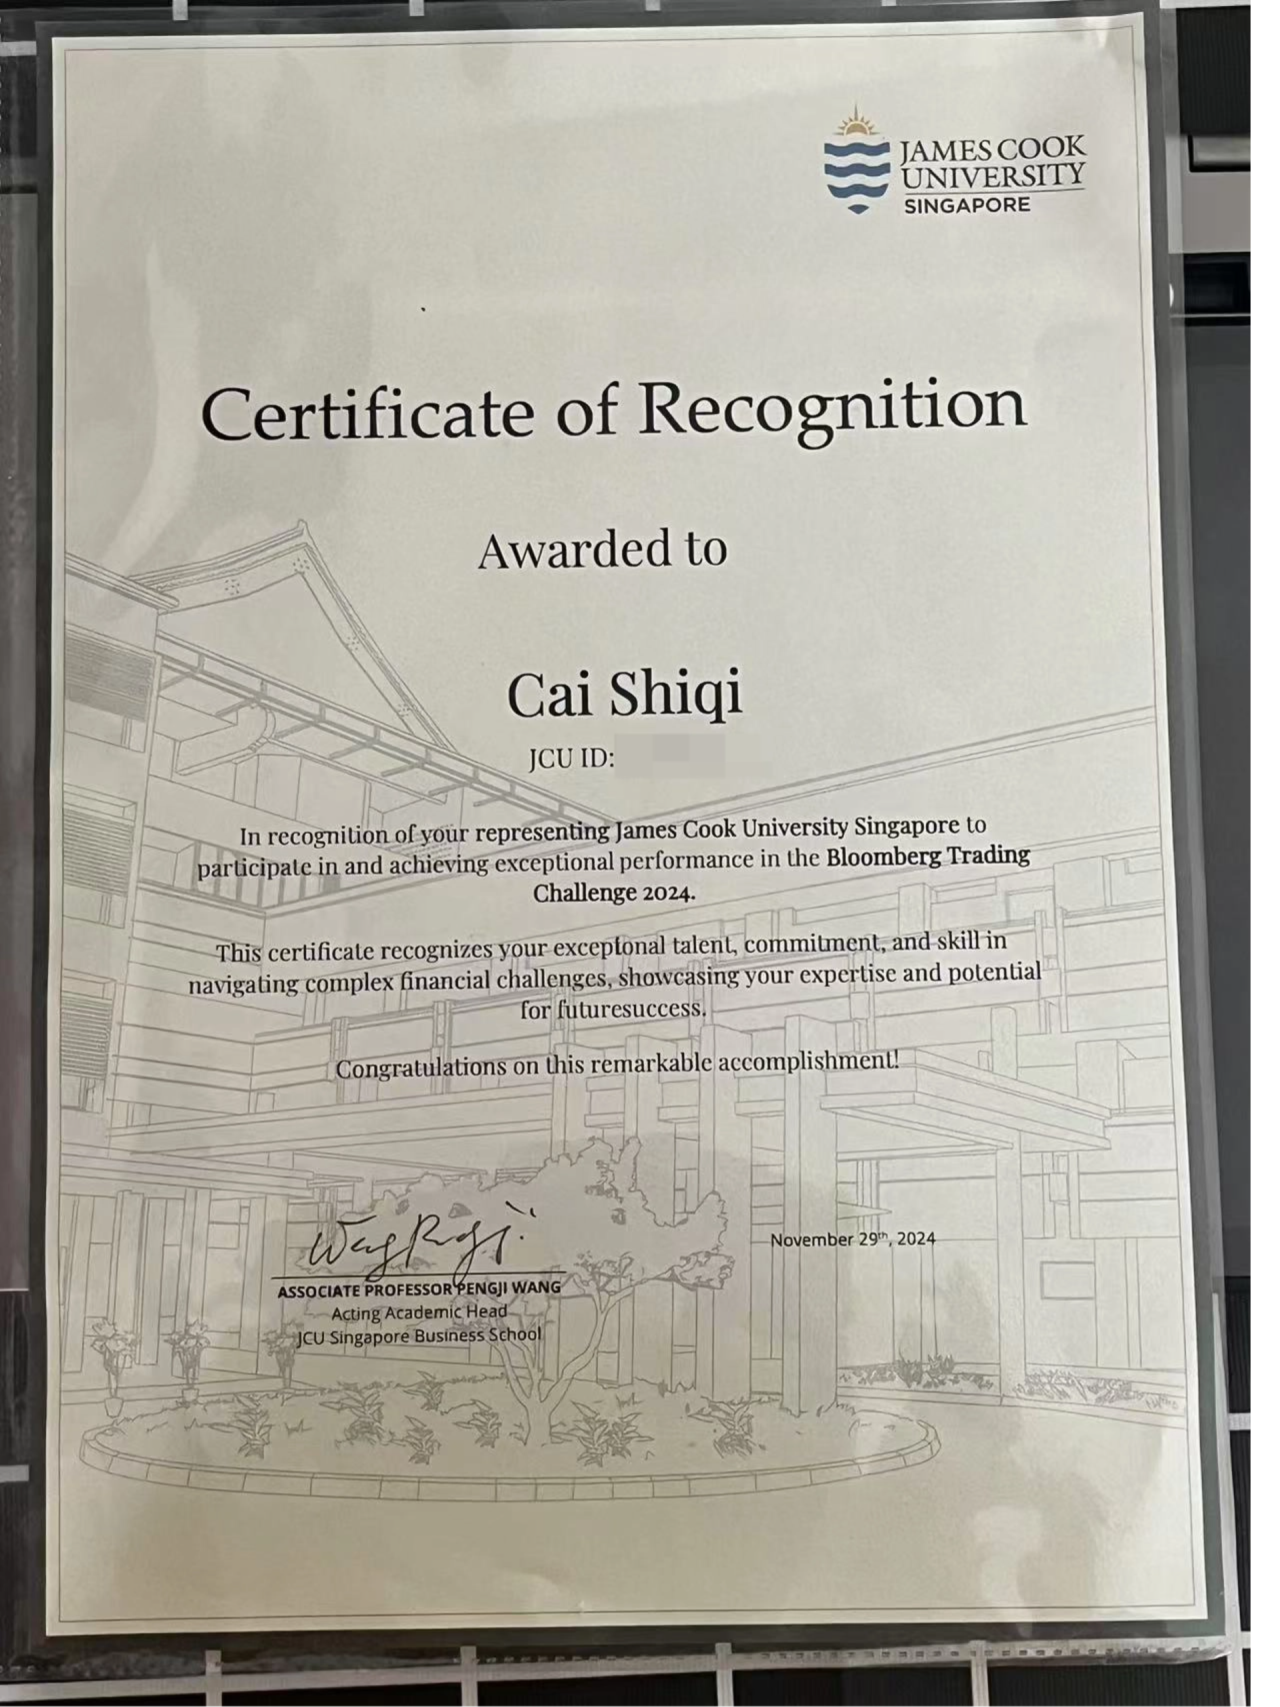 JAMES COOK
UNIVERSITY
SINGAPORE
Certificate of Recognition
Awarded to
Cai Shiqi
JCU ID:
In recognition of your representing James Cook University Singapore to
participate in and achieving exceptional performance in the Bloomberg Trading
Challenge 2024.
This certificate recognizes your exceptonal talent, commitment, and skill in
navigating complex financial challenges, showcasing your expertise and potential
for futuresuccess.
Congratulations on this remarkable accomplishment!
November 29th, 2024
ASSOCIATE PROFESSOR PENGJI WANG
Acting Academic Head
JCU Singapore Business School